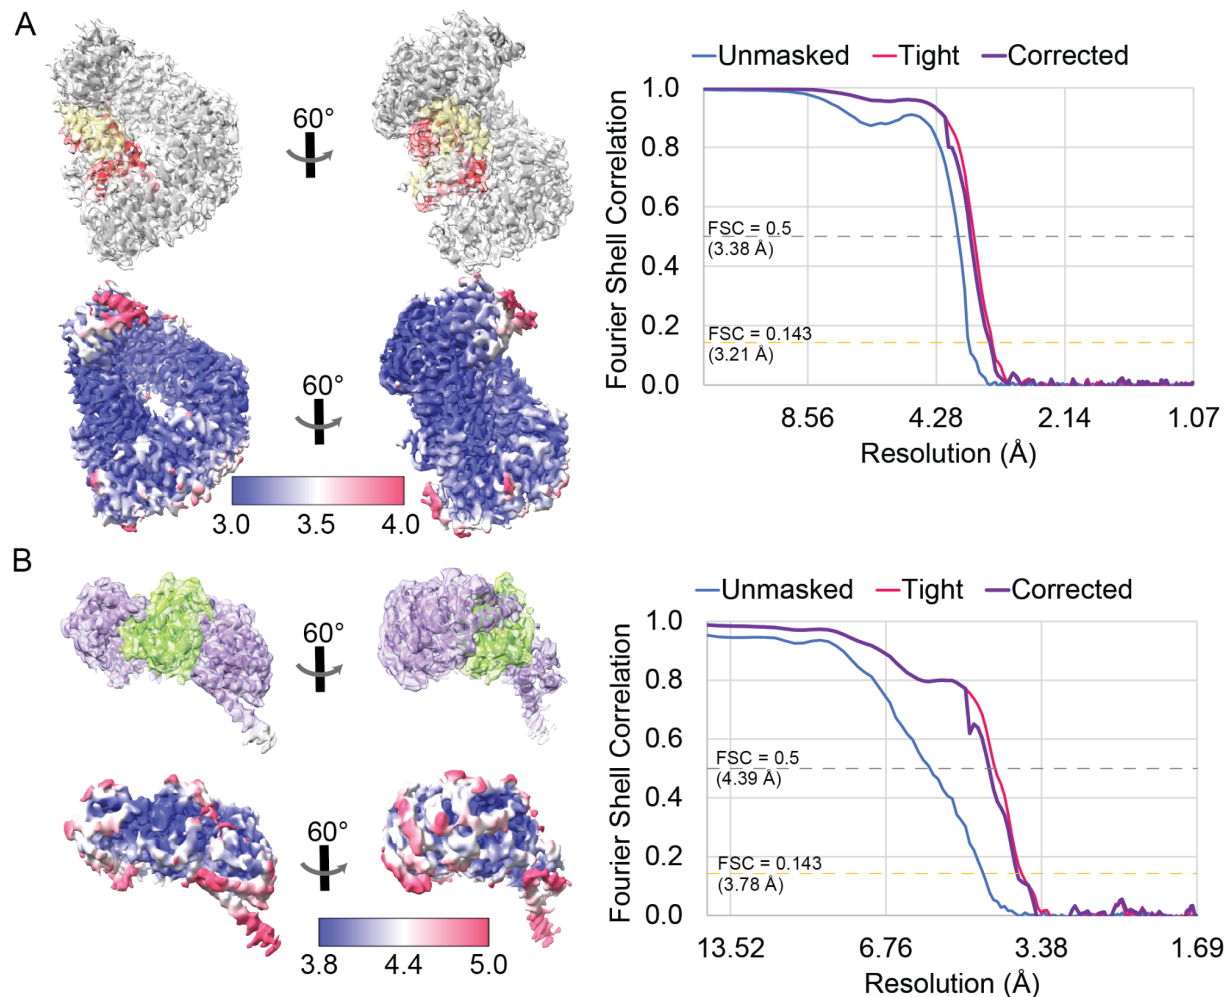 A
60°
60°
3.0 3.5 4.0
Unmasked Tight Corrected
Fourier Shell Correlation
1.0
0.8
0.6
0.4
0.2
0.0
FSC = 0.5
(3.38 Å)
FSC = 0.143
(3.21 Å)
8.56 4.28 2.14 1.07
Resolution (Å)
B
60°
60°
3.8 4.4 5.0
Unmasked Tight Corrected
Fourier Shell Correlation
1.0
0.8
0.6
0.4
0.2
0.0
FSC = 0.5
(4.39 Å)
FSC = 0.143
(3.78 Å)
13.52 6.76 3.38 1.69
Resolution (Å)